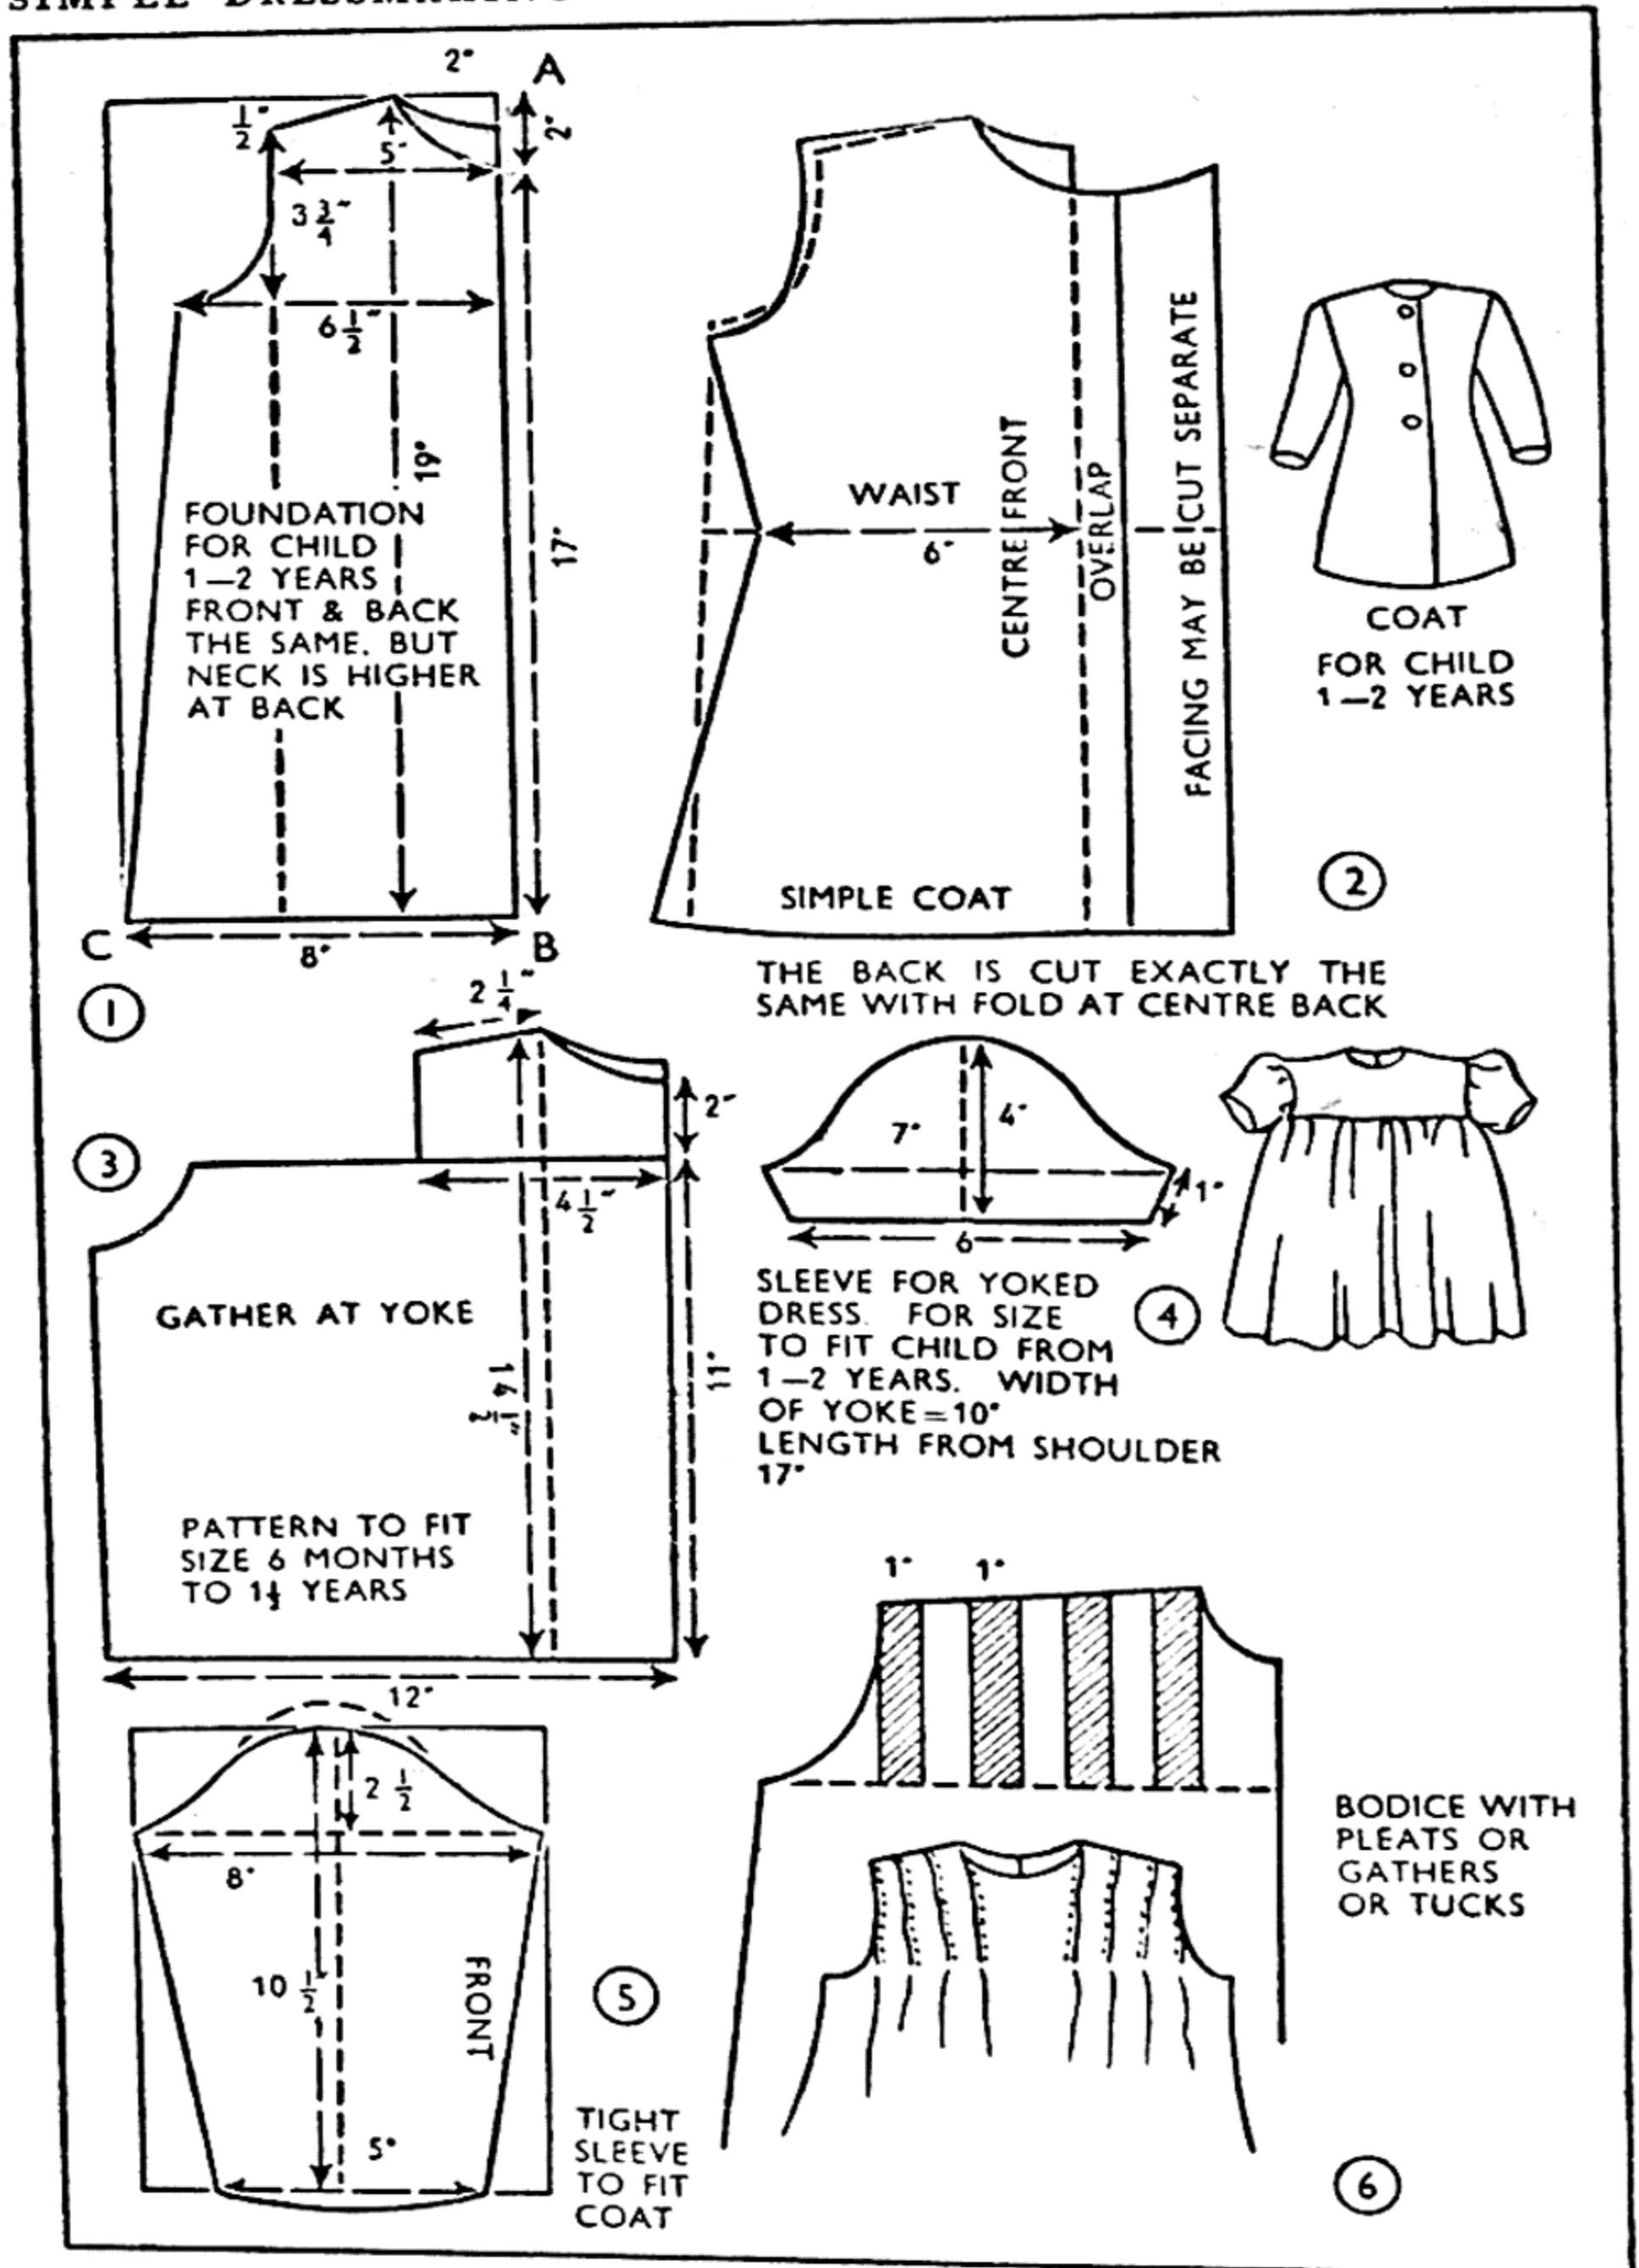 SIMPLE DRESSMAKING
2"
A
1/2"
2"
5"
3 3/4"
6 1/2"
19"
17"
FOUNDATION
FOR CHILD
1—2 YEARS
FRONT & BACK
THE SAME. BUT
NECK IS HIGHER
AT BACK
C
8"
B
1
WAIST
6"
CENTRE FRONT
OVERLAP
FACING MAY BE CUT SEPARATE
SIMPLE COAT
COAT
FOR CHILD
1—2 YEARS
2
THE BACK IS CUT EXACTLY THE
SAME WITH FOLD AT CENTRE BACK
2 1/4"
3
2"
4 1/2"
GATHER AT YOKE
14 1/2"
11"
PATTERN TO FIT
SIZE 6 MONTHS
TO 1½ YEARS
12"
7"
4"
1"
6
SLEEVE FOR YOKED
DRESS. FOR SIZE
TO FIT CHILD FROM
1—2 YEARS. WIDTH
OF YOKE=10"
LENGTH FROM SHOULDER
17"
4
2 1/2
8"
10 1/2"
FRONT
5"
5
TIGHT
SLEEVE
TO FIT
COAT
1" 1"
BODICE WITH
PLEATS OR
GATHERS
OR TUCKS
6